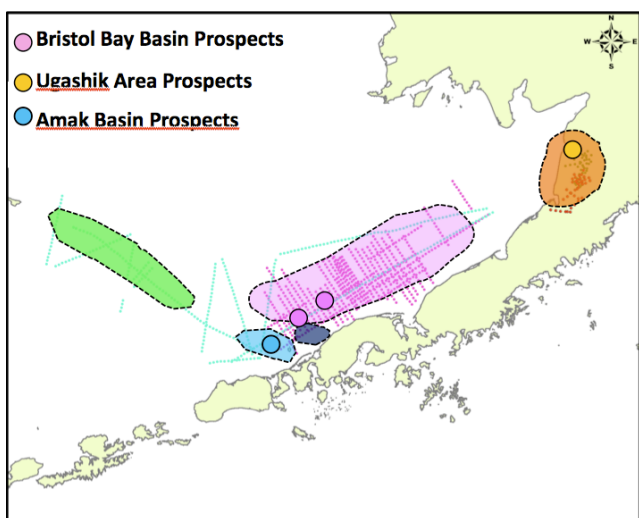 Bristol Bay Basin Prospects
Ugashik Area Prospects
Amak Basin Prospects
N
W E
S